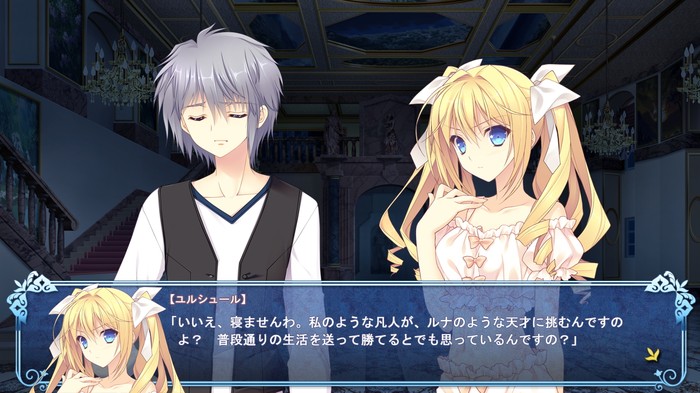 【ユルシュール】
「いいえ、寝ませんわ。私のような凡人が、ルナのような天才に挑むんですの
よ？　普段通りの生活を送って勝てるとでも思っているんですの？」